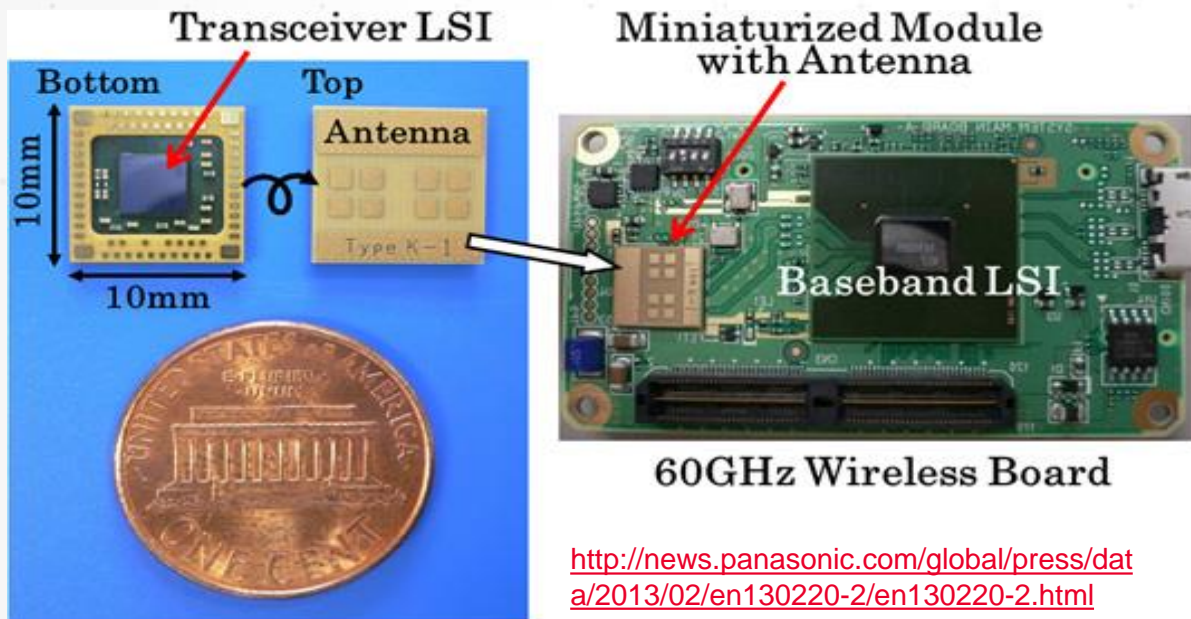 Transceiver LSI
Miniaturized Module
with Antenna
Bottom
Top
10mm
Antenna
Type K-1
10mm
Baseband LSI
UNITED STATES OF AMERICA
E·PLURIBUS
UNUM
ONE CENT
60GHz Wireless Board
http://news.panasonic.com/global/press/dat
a/2013/02/en130220-2/en130220-2.html